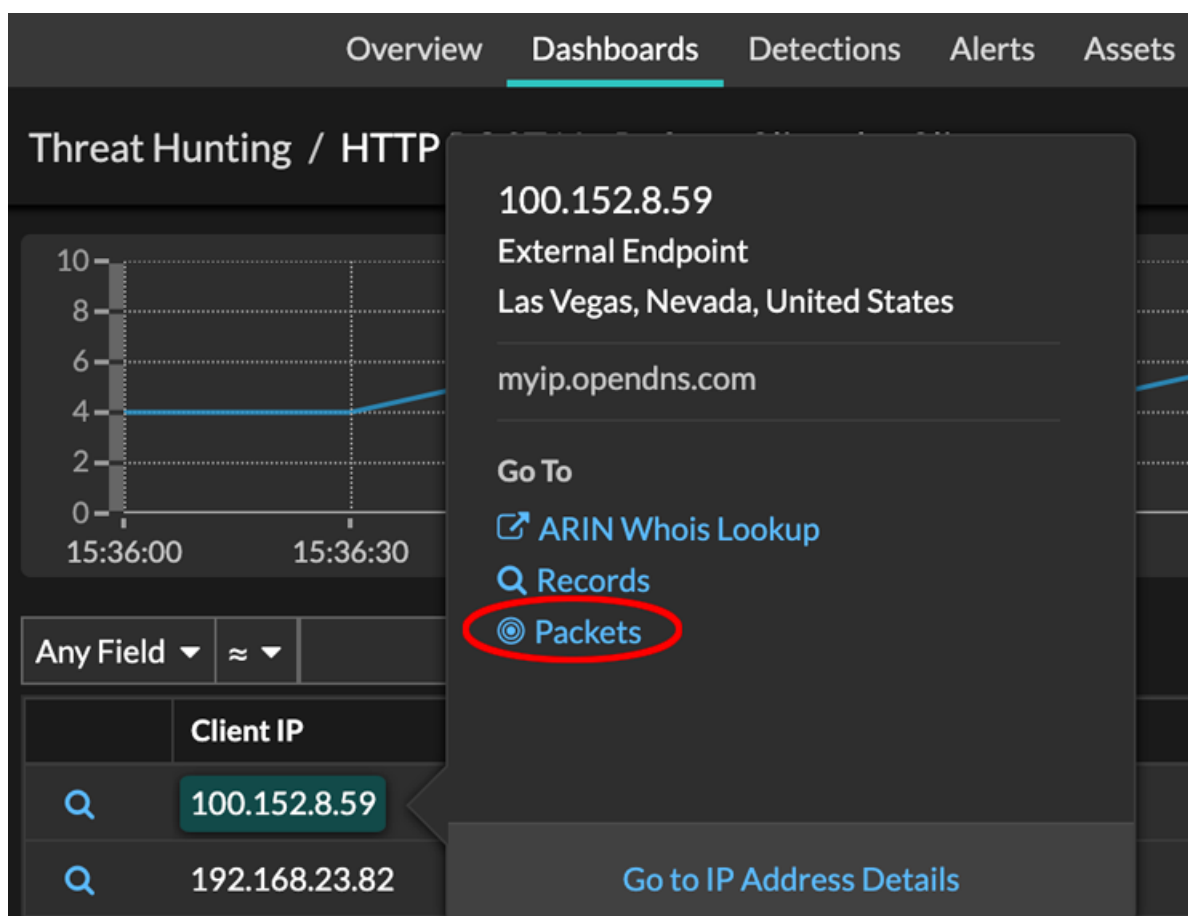 Overview Dashboards Detections Alerts Assets
Threat Hunting / HTTP
100.152.8.59
External Endpoint
Las Vegas, Nevada, United States
myip.opendns.com
Go To
ARIN Whois Lookup
Records
Packets
Go to IP Address Details
10
8
6
4
2
0
15:36:00 15:36:30
Any Field ≈
Client IP
100.152.8.59
192.168.23.82